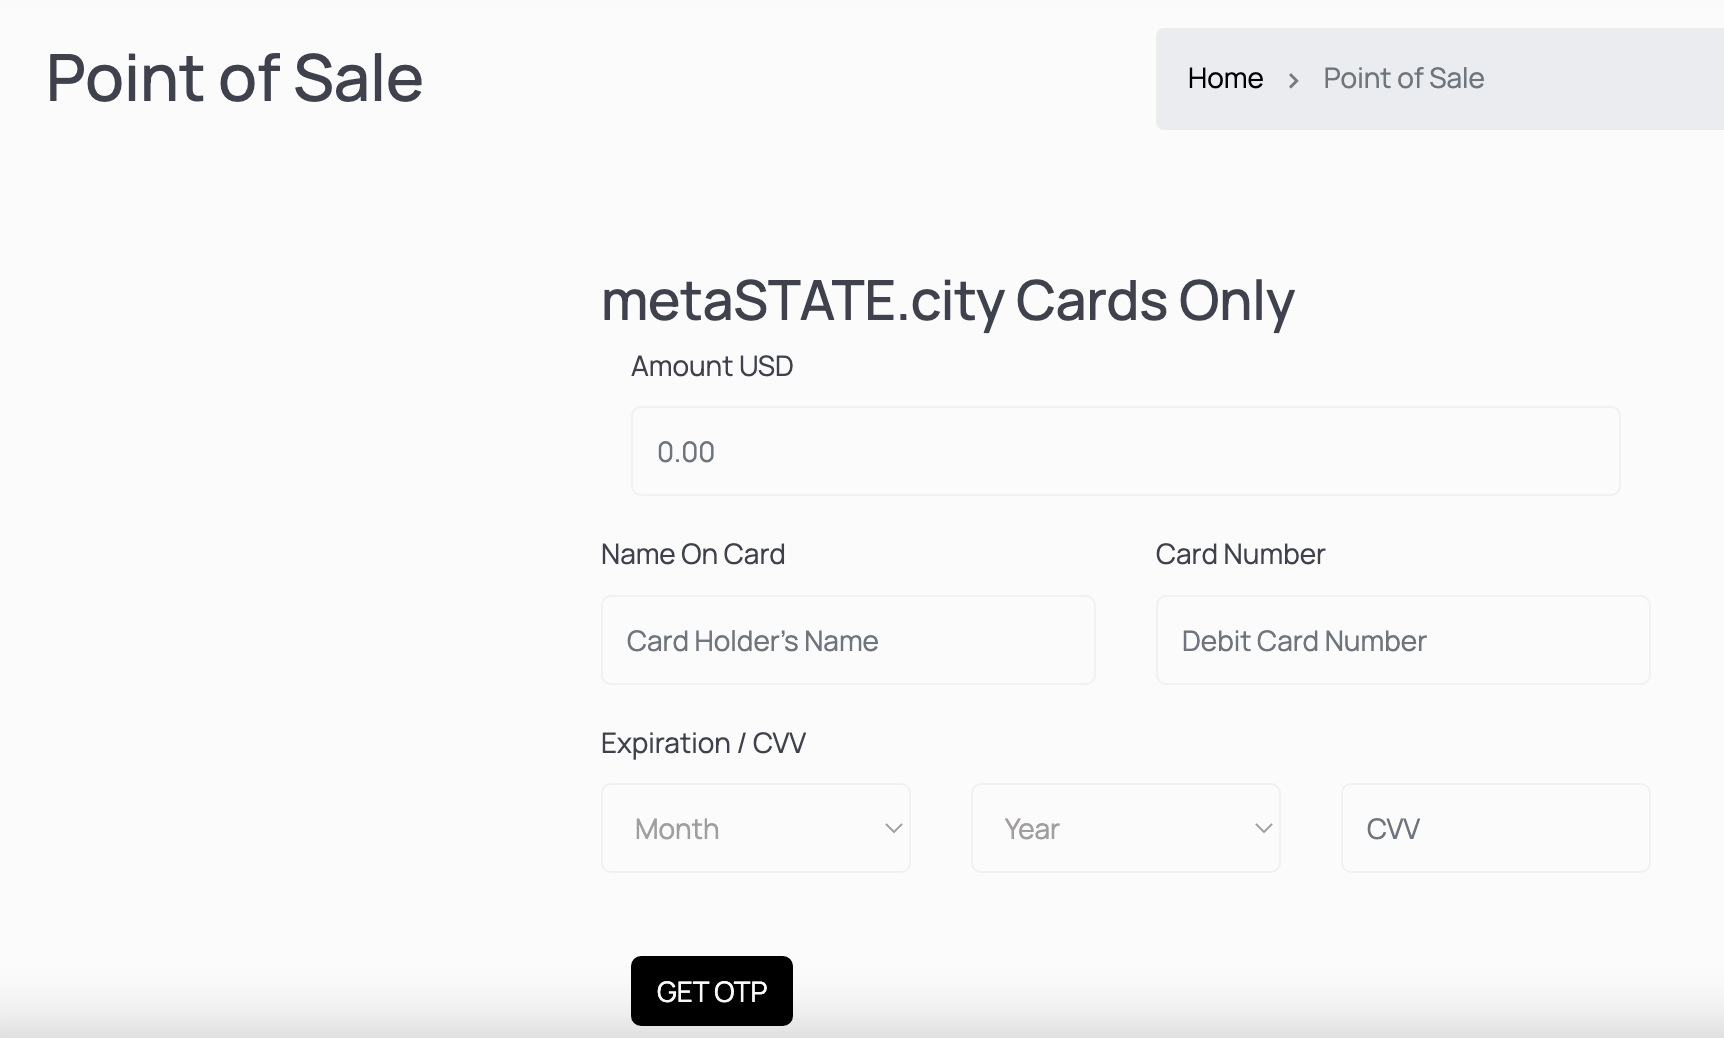 Point of Sale
Home > Point of Sale
metaSTATE.city Cards Only
Amount USD
0.00
Name On Card
Card Number
Card Holder's Name
Debit Card Number
Expiration / CVV
Month
Year
CVV
GET OTP